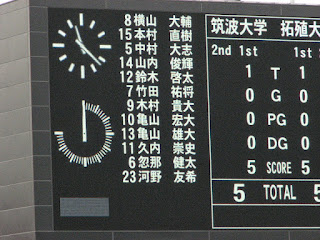 8 横山 大輔
15 本村 直樹
5 中村 大志
14 山内 俊輝
12 鈴木 啓太
7 竹田 祐将
9 木村 貴大
10 亀山 宏大
13 亀山 雄大
11 久内 崇史
6 忽那 健太
23 河野 友希
筑波大学 拓殖大
2nd 1st 1st
1 T 1
0 G 0
0 PG 0
0 DG 0
5 SCORE 5
5 TOTAL 5